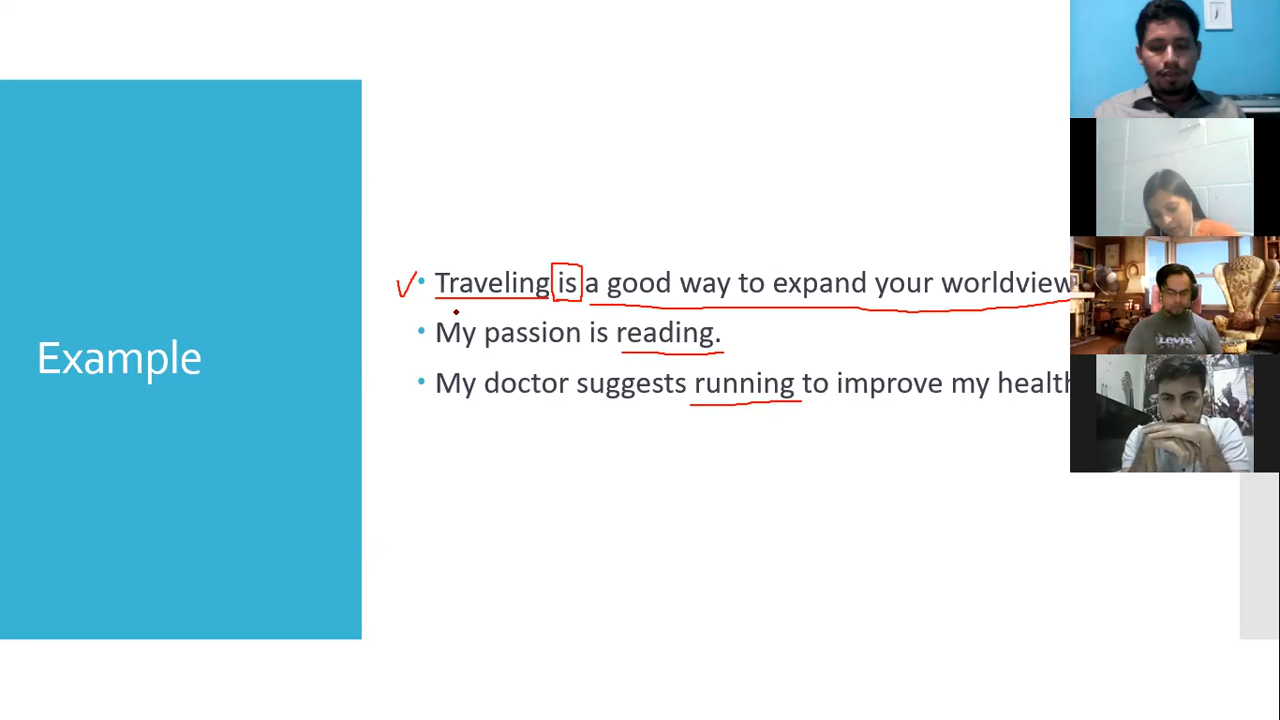 Example
Traveling is a good way to expand your worldview
My passion is reading.
My doctor suggests running to improve my health
LEVI'S